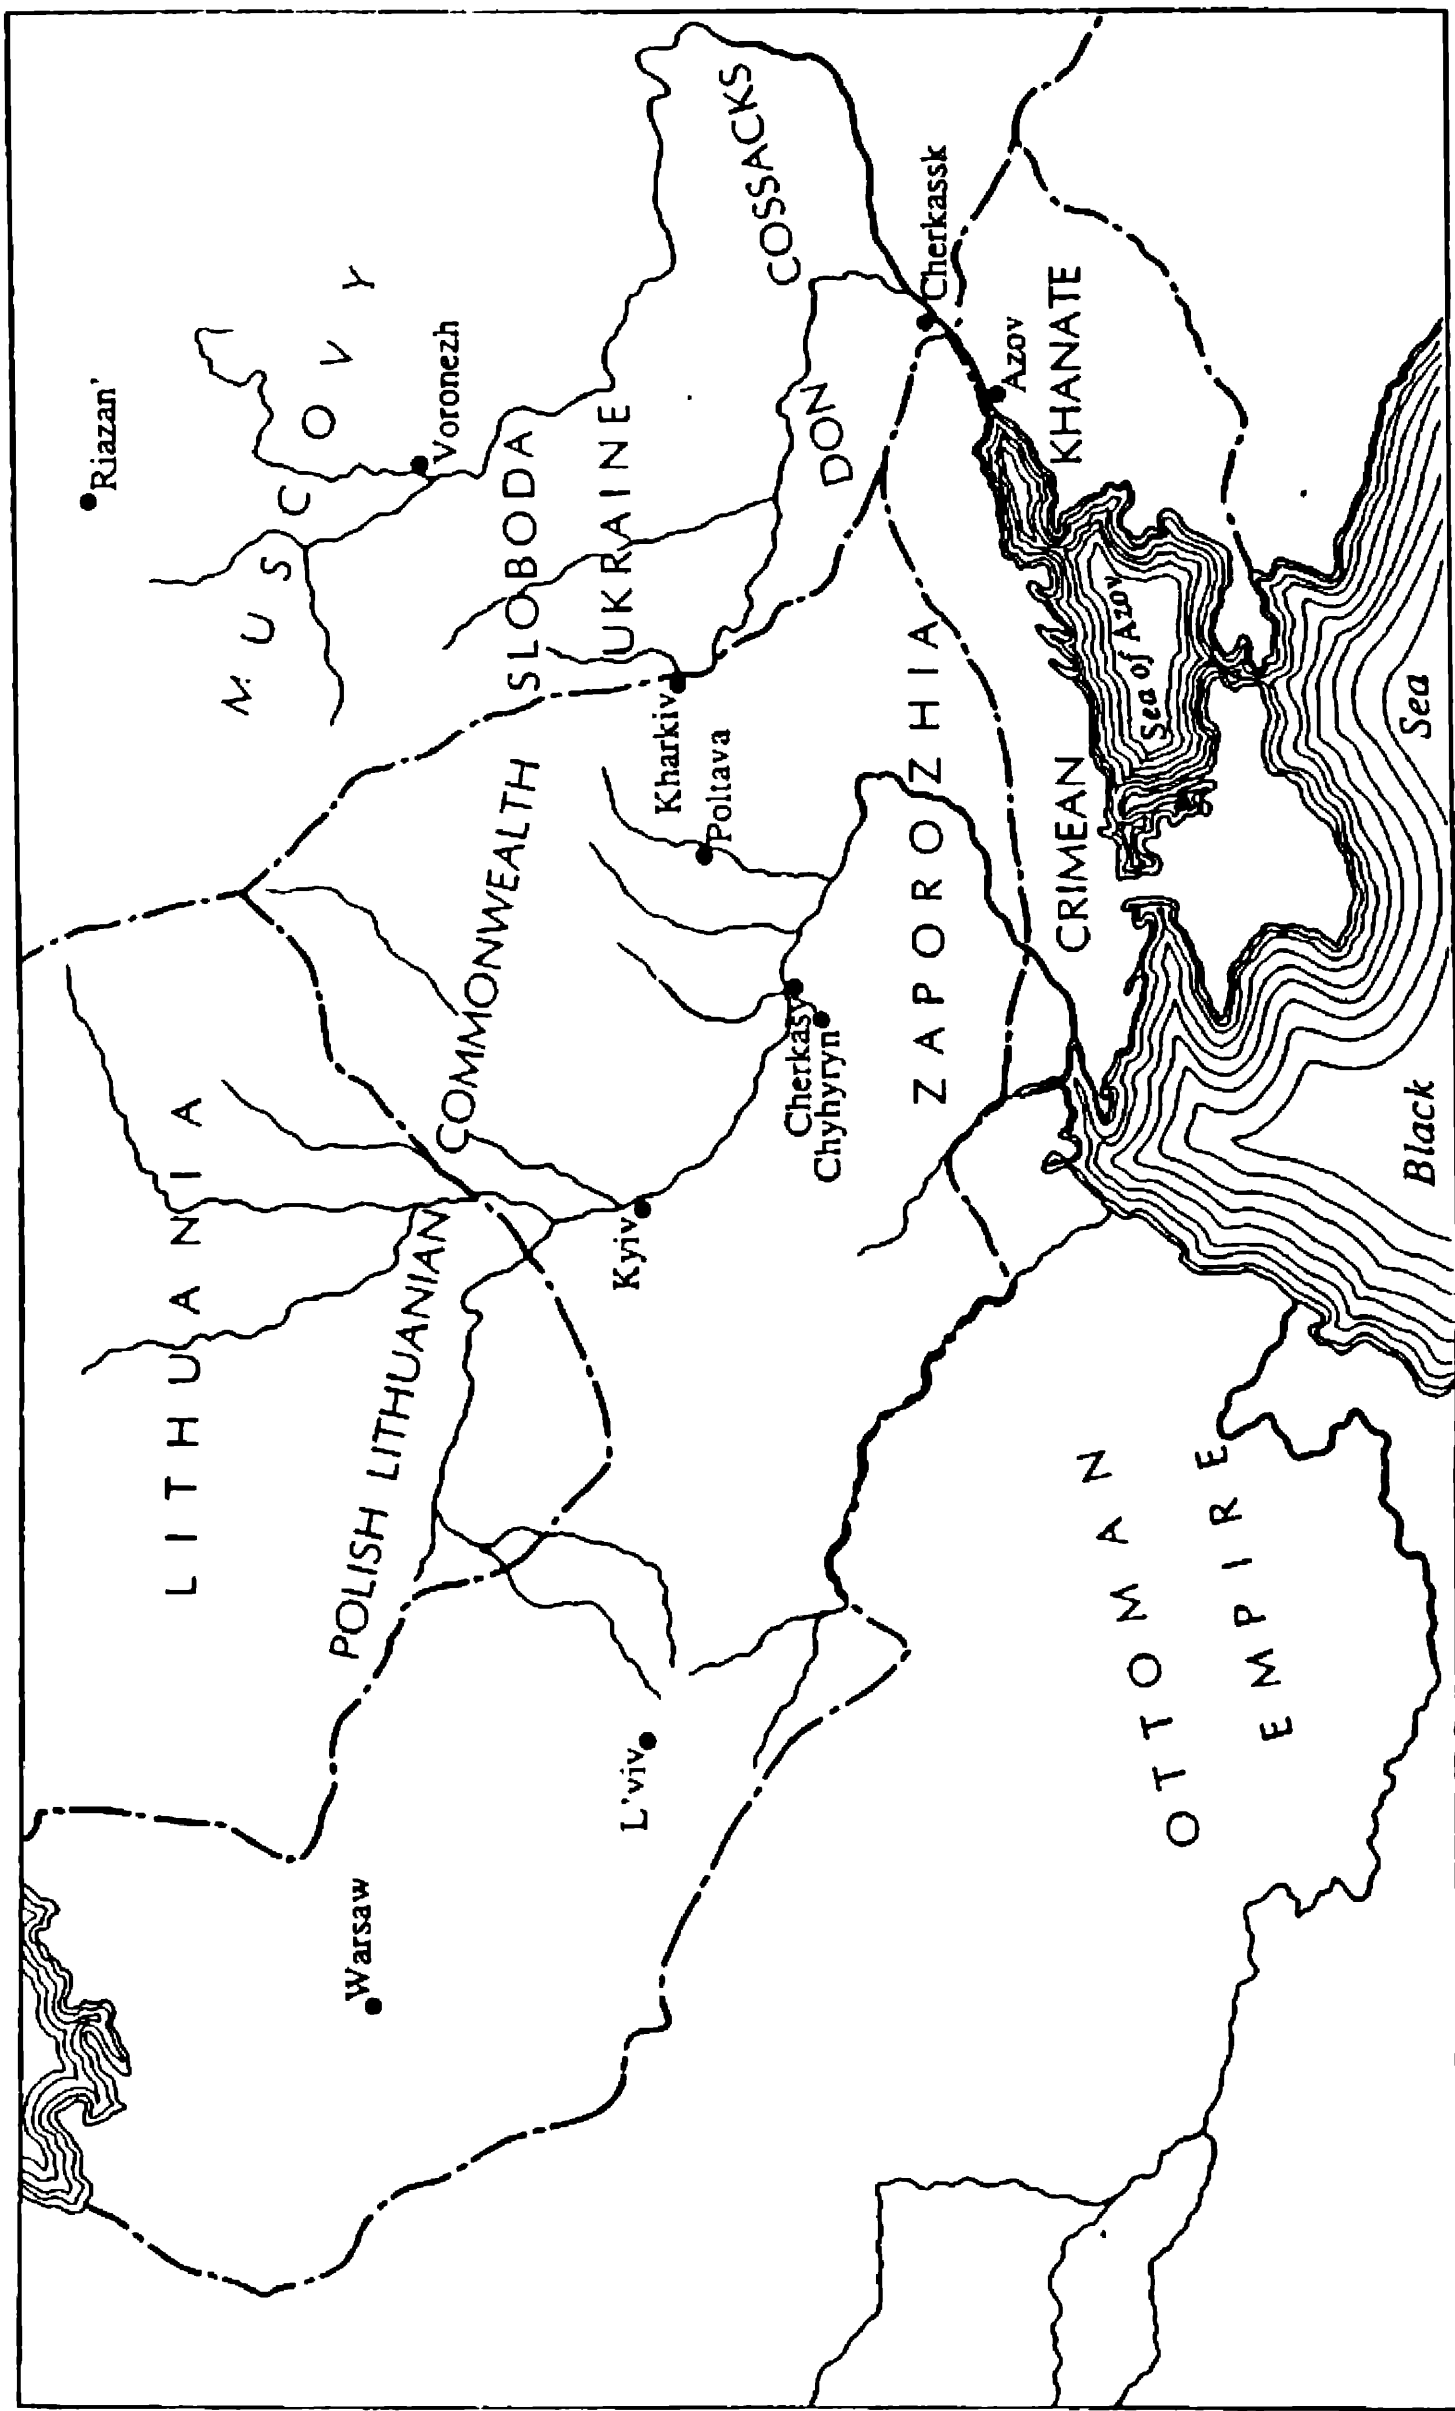 Riazan'
MUSCOVY
Voronezh
LITHUANIA
POLISH LITHUANIAN COMMONWEALTH
SLOBODA
UKRAINE
Warsaw
L'viv
Kyiv
Kharkiv
Poltava
Cherkasy
Chyhyryn
DON COSSACKS
Cherkassk
Azov
ZAPOROZHIA
CRIMEAN KHANATE
Sea of Azov
OTTOMAN
EMPIRE
Black Sea